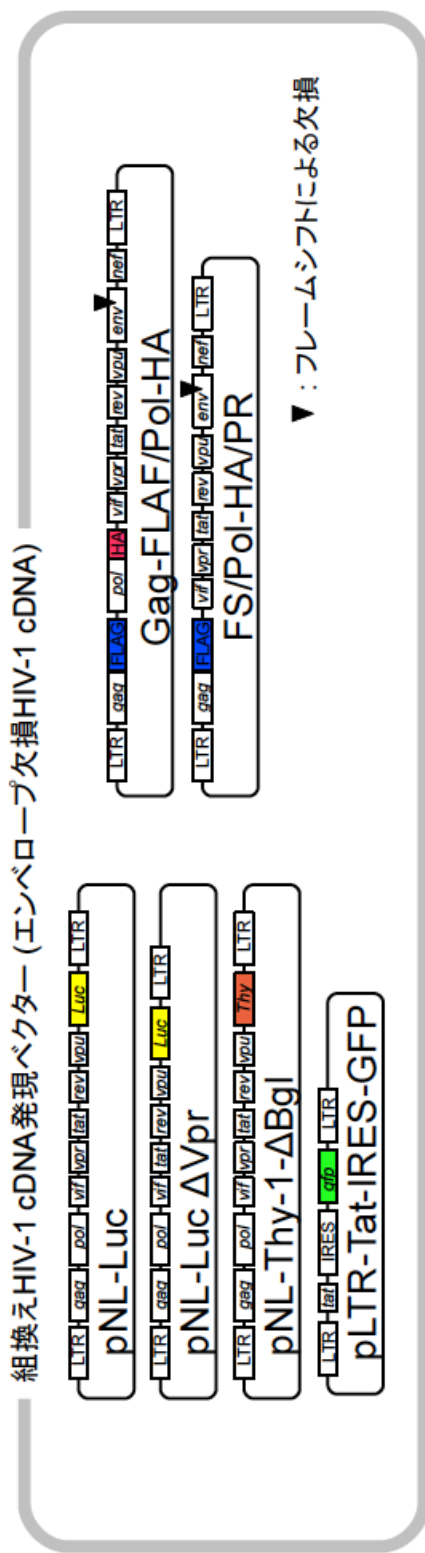 組換えHIV-1 cDNA発現ベクター (エンベロープ欠損HIV-1 cDNA)
LTR gag pol vif vpr tat rev vpu Luc LTR
pNL-Luc
LTR gag pol vif tat rev vpu Luc LTR
pNL-Luc ΔVpr
LTR gag pol vif vpr tat rev vpu Thy LTR
pNL-Thy-1-ΔBgl
LTR tat IRES gfp LTR
pLTR-Tat-IRES-GFP
LTR gag FLAG pol HA vif vpr tat rev vpu env nef LTR
Gag-FLAF/Pol-HA
LTR gag FLAG vif vpr tat rev vpu env nef LTR
FS/Pol-HA/PR
▼ : フレームシフトによる欠損